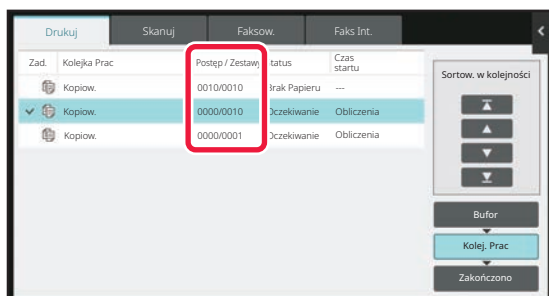 Drukuj Skanuj Faksow. Faks Int.
Zad. Kolejka Prac Postęp / Zestawy Status Czas startu
Kopiow. 0010/0010 Brak Papieru ---
Kopiow. 0000/0010 Oczekiwanie Obliczenia
Kopiow. 0000/0001 Oczekiwanie Obliczenia
Sortow. w kolejności
Bufor
Kolej. Prac
Zakończono